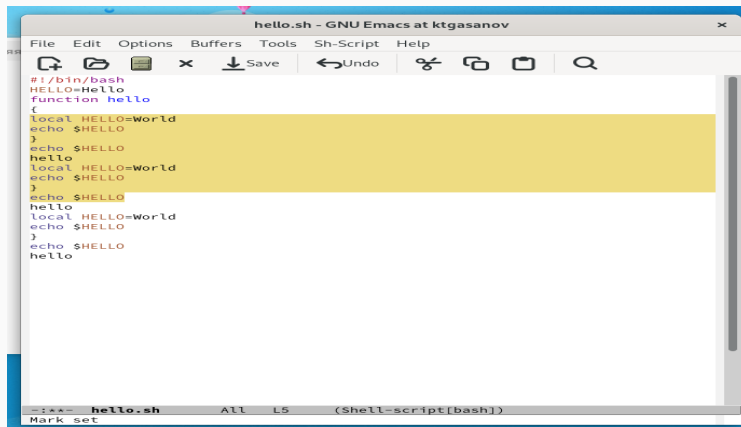 hello.sh - GNU Emacs at ktgasanov ×
File Edit Options Buffers Tools Sh-Script Help
Save Undo
#!/bin/bash
HELLO=Hello
function hello
{
local HELLO=World
echo $HELLO
}
echo $HELLO
hello
local HELLO=World
echo $HELLO
}
echo $HELLO
hello
local HELLO=World
echo $HELLO
}
echo $HELLO
hello
-:**- hello.sh All L5 (Shell-script[bash])
Mark set